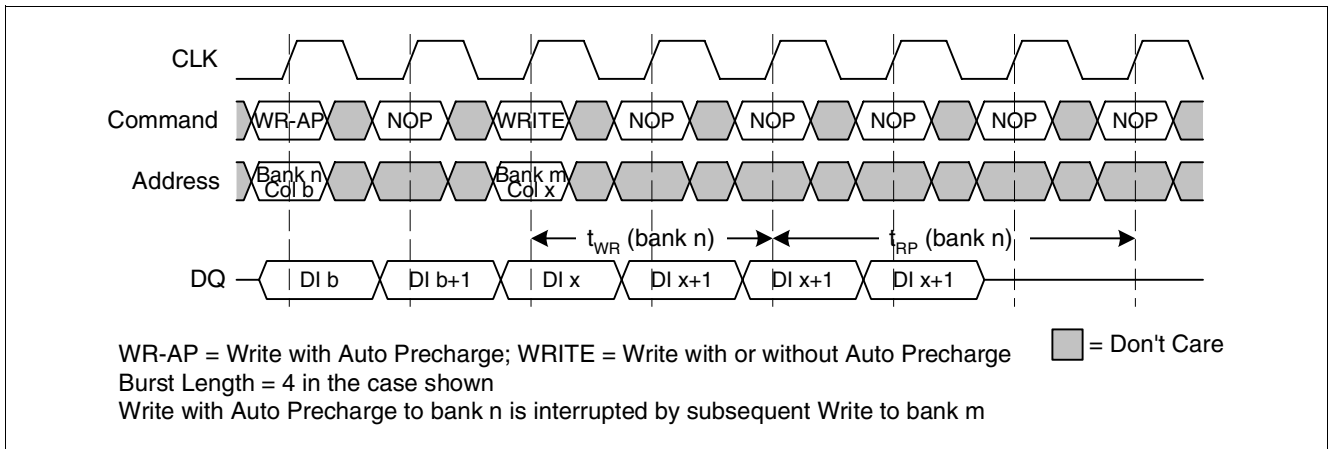 CLK
Command WR-AP NOP WRITE NOP NOP NOP NOP NOP
Address Bank n Col b Bank m Col x
tWR (bank n) tRP (bank n)
DQ DI b DI b+1 DI x DI x+1 DI x+1 DI x+1
WR-AP = Write with Auto Precharge; WRITE = Write with or without Auto Precharge
= Don't Care
Burst Length = 4 in the case shown
Write with Auto Precharge to bank n is interrupted by subsequent Write to bank m